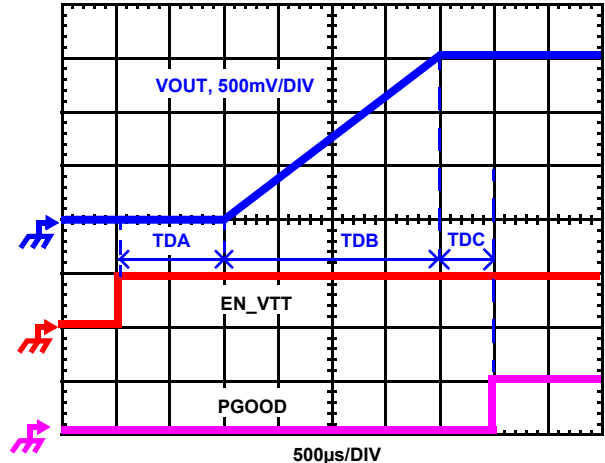 VOUT, 500mV/DIV
TDA TDB TDC
EN_VTT
PGOOD
500µs/DIV